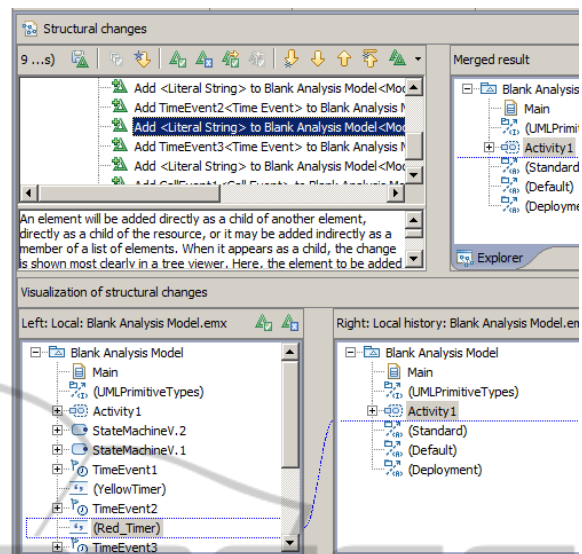 Structural changes
9 ...s)
Merged result
Add <Literal String> to Blank Analysis Model<Mod
Add TimeEvent2<Time Event> to Blank Analysis
Add <Literal String> to Blank Analysis Model<Mod
Add TimeEvent3<Time Event> to Blank Analysis
Add <Literal String> to Blank Analysis Model<Mod
Blank Analysis
Main
(UMLPrimit
Activity1
(Standard
(Default)
(Deployme
An element will be added directly as a child of another element,
directly as a child of the resource, or it may be added indirectly as a
member of a list of elements. When it appears as a child, the change
is shown most clearly in a tree viewer. Here, the element to be added
Explorer
Visualization of structural changes
Left: Local: Blank Analysis Model.emx
Blank Analysis Model
Main
(UMLPrimitiveTypes)
Activity1
StateMachineV.2
StateMachineV.1
TimeEvent1
(YellowTimer)
TimeEvent2
(Red_Timer)
TimeEvent3
Right: Local history: Blank Analysis Model.em
Blank Analysis Model
Main
(UMLPrimitiveTypes)
Activity1
(Standard)
(Default)
(Deployment)